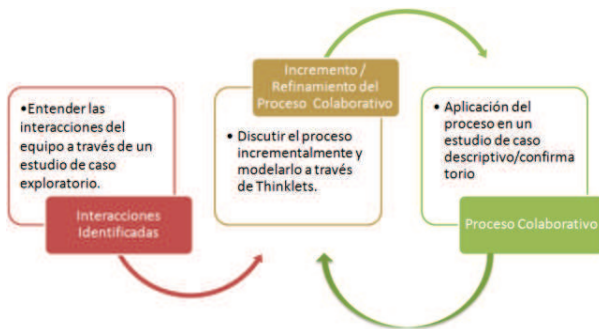 •Entender las
interacciones del
equipo a través de un
estudio de caso
exploratorio.
Interacciones
Identificadas
Incremento /
Refinamiento del
Proceso Colaborativo
• Discutir el proceso
incrementalmente y
modelarlo a través
de Thinklets.
• Aplicación del
proceso en un
estudio de caso
descriptivo/confirma
torio
Proceso Colaborativo